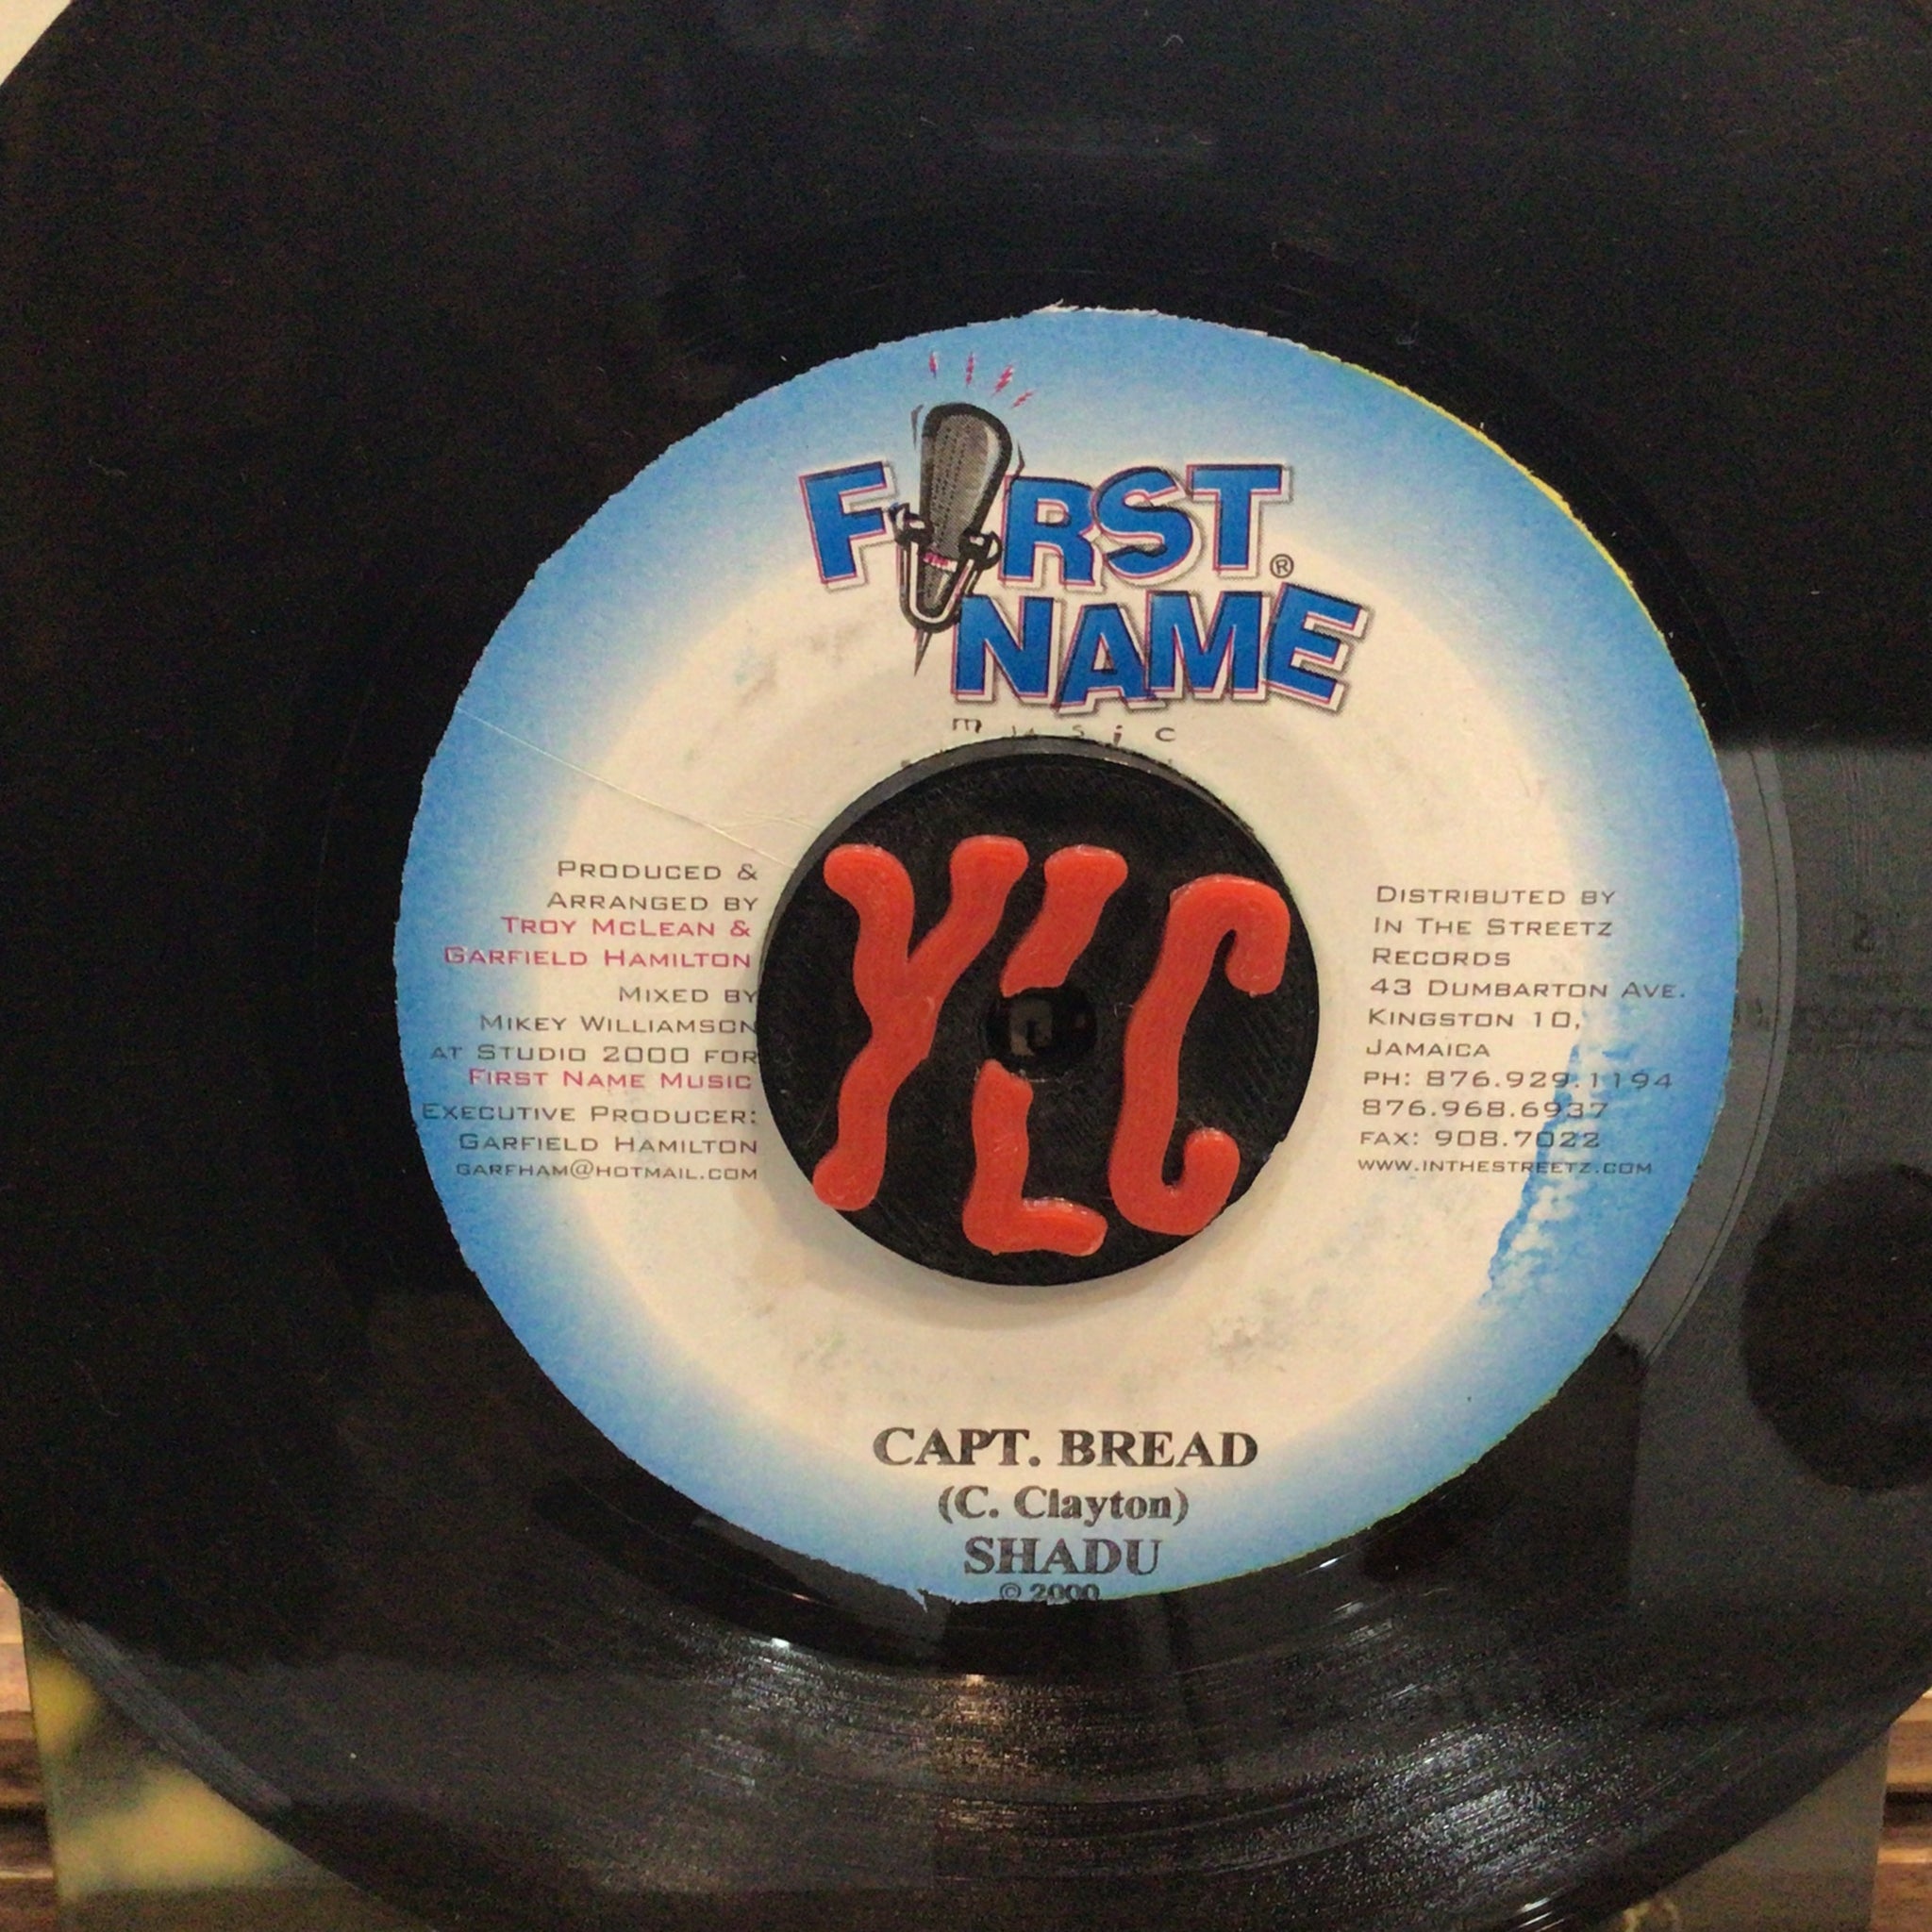 FIRST
NAME
®
music
PRODUCED &
ARRANGED BY
TROY MCLEAN &
GARFIELD HAMILTON
MIXED BY
MIKEY WILLIAMSON
AT STUDIO 2000 FOR
FIRST NAME MUSIC
EXECUTIVE PRODUCER:
GARFIELD HAMILTON
GARFHAM@HOTMAIL.COM
YLC
DISTRIBUTED BY
IN THE STREETZ
RECORDS
43 DUMBARTON AVE.
KINGSTON 10,
JAMAICA
PH: 876.929.1194
876.968.6937
FAX: 908.7022
WWW.INTHESTREETZ.COM
CAPT. BREAD
(C. Clayton)
SHADU
© 2000